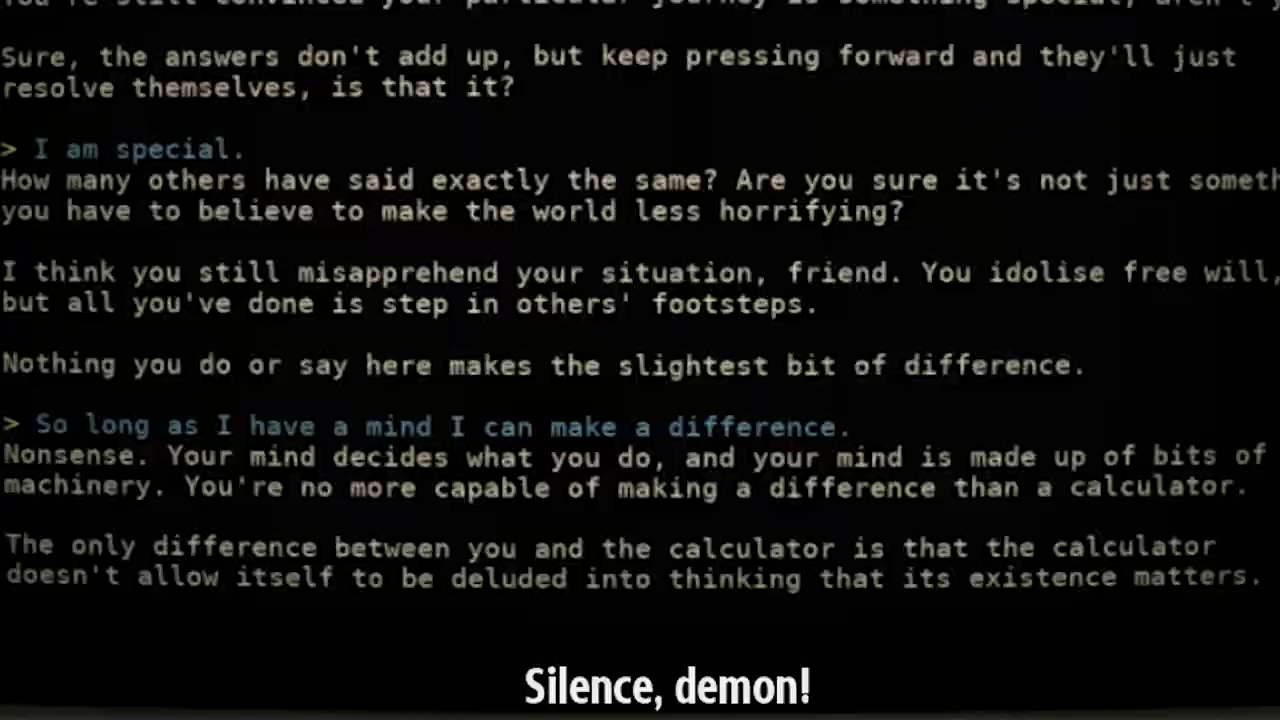 Sure, the answers don't add up, but keep pressing forward and they'll just
resolve themselves, is that it?
> I am special.
How many others have said exactly the same? Are you sure it's not just
you have to believe to make the world less horrifying?
I think you still misapprehend your situation, friend. You idolise free will,
but all you've done is step in others' footsteps.
Nothing you do or say here makes the slightest bit of difference.
> So long as I have a mind I can make a difference.
Nonsense. Your mind decides what you do, and your mind is made up of bits of
machinery. You're no more capable of making a difference than a calculator.
The only difference between you and the calculator is that the calculator
doesn't allow itself to be deluded into thinking that its existence matters.
Silence, demon!